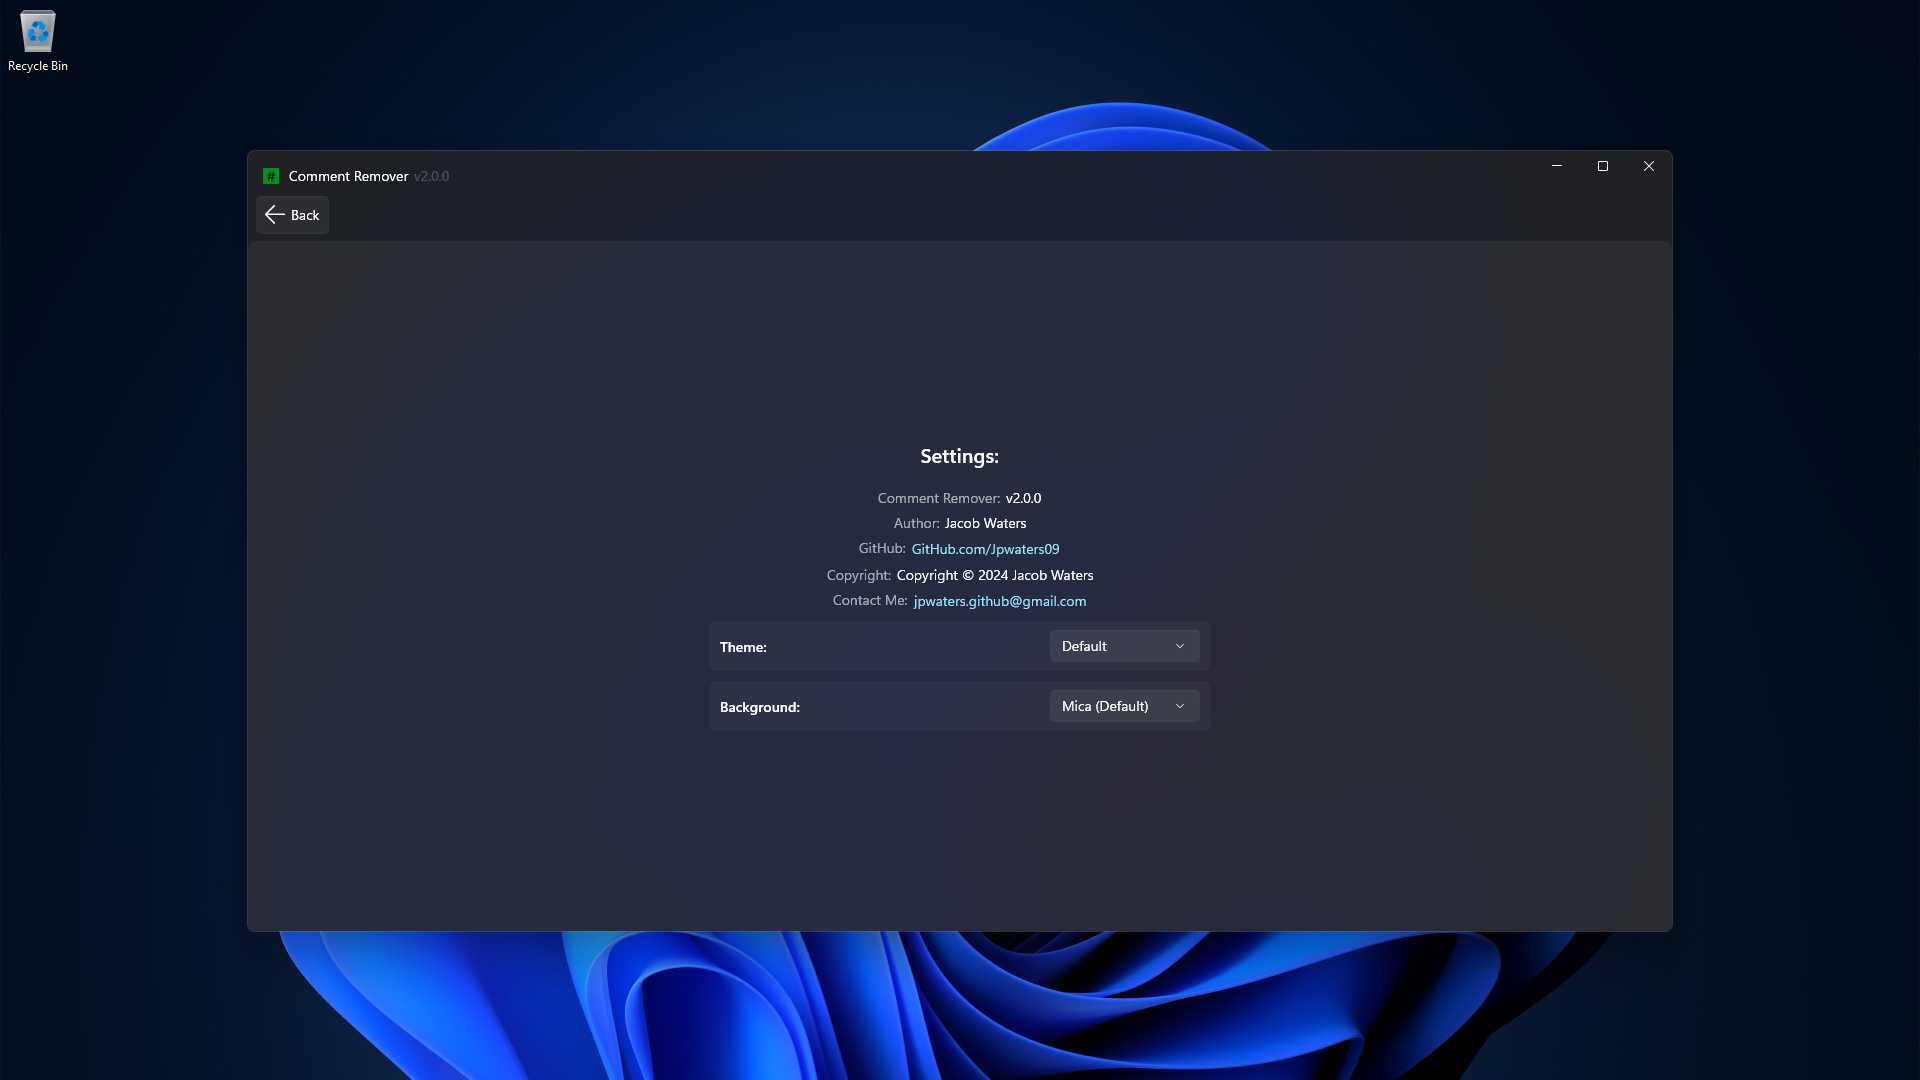 Recycle Bin
# Comment Remover v2.0.0
Back
Settings:
Comment Remover: v2.0.0
Author: Jacob Waters
GitHub: GitHub.com/Jpwaters09
Copyright: Copyright © 2024 Jacob Waters
Contact Me: jpwaters.github@gmail.com
Theme: Default
Background: Mica (Default)